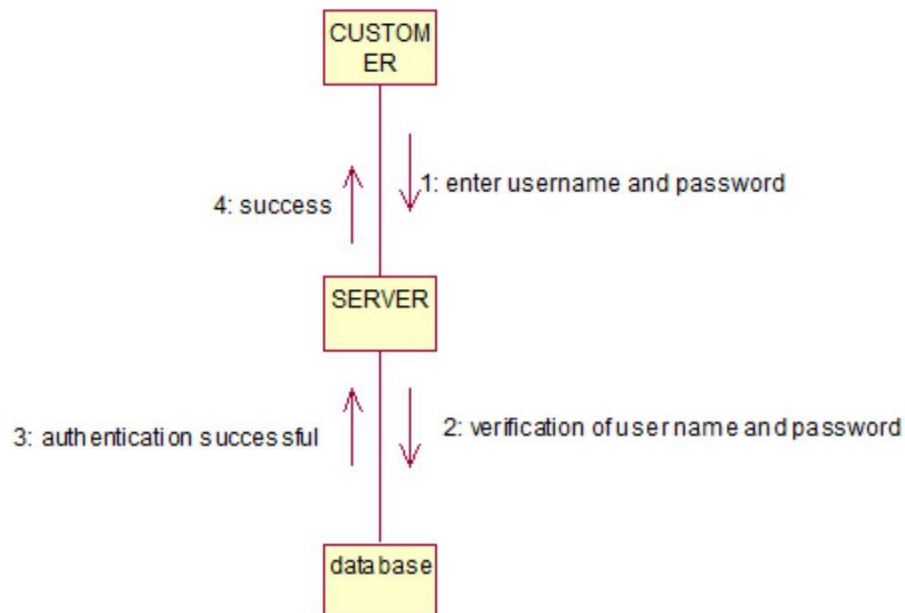 CUSTOM
ER
1: enter username and password
4: success
SERVER
3: authentication successful
2: verification of user name and password
database